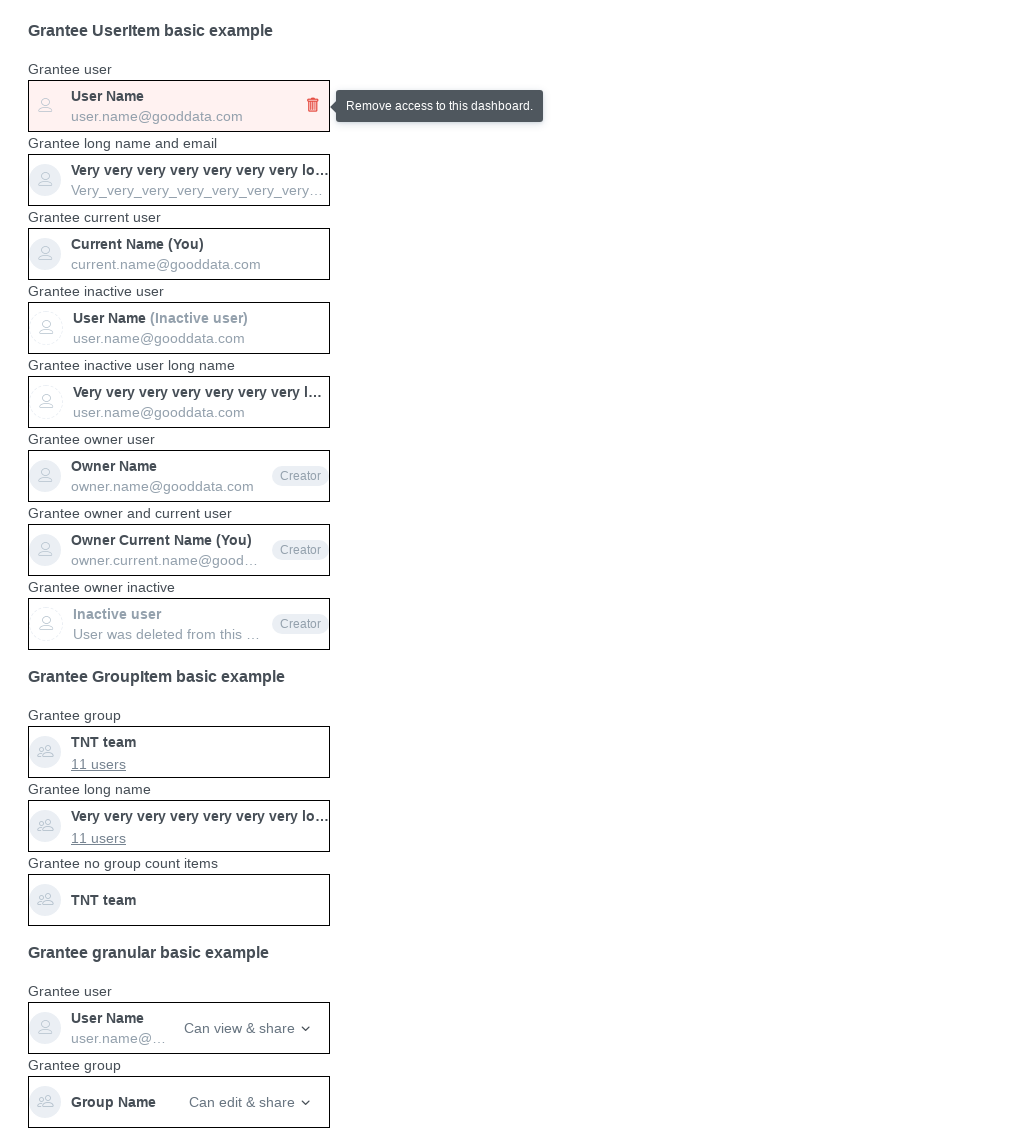 Grantee UserItem basic example
Grantee user
User Name
user.name@gooddata.com
Remove access to this dashboard.
Grantee long name and email
Very very very very very very very lo...
Very_very_very_very_very_very_very...
Grantee current user
Current Name (You)
current.name@gooddata.com
Grantee inactive user
User Name (Inactive user)
user.name@gooddata.com
Grantee inactive user long name
Very very very very very very very l...
user.name@gooddata.com
Grantee owner user
Owner Name
owner.name@gooddata.com
Creator
Grantee owner and current user
Owner Current Name (You)
owner.current.name@good...
Creator
Grantee owner inactive
Inactive user
User was deleted from this ...
Creator
Grantee GroupItem basic example
Grantee group
TNT team
11 users
Grantee long name
Very very very very very very very lo...
11 users
Grantee no group count items
TNT team
Grantee granular basic example
Grantee user
User Name
user.name@...
Can view & share
Grantee group
Group Name
Can edit & share